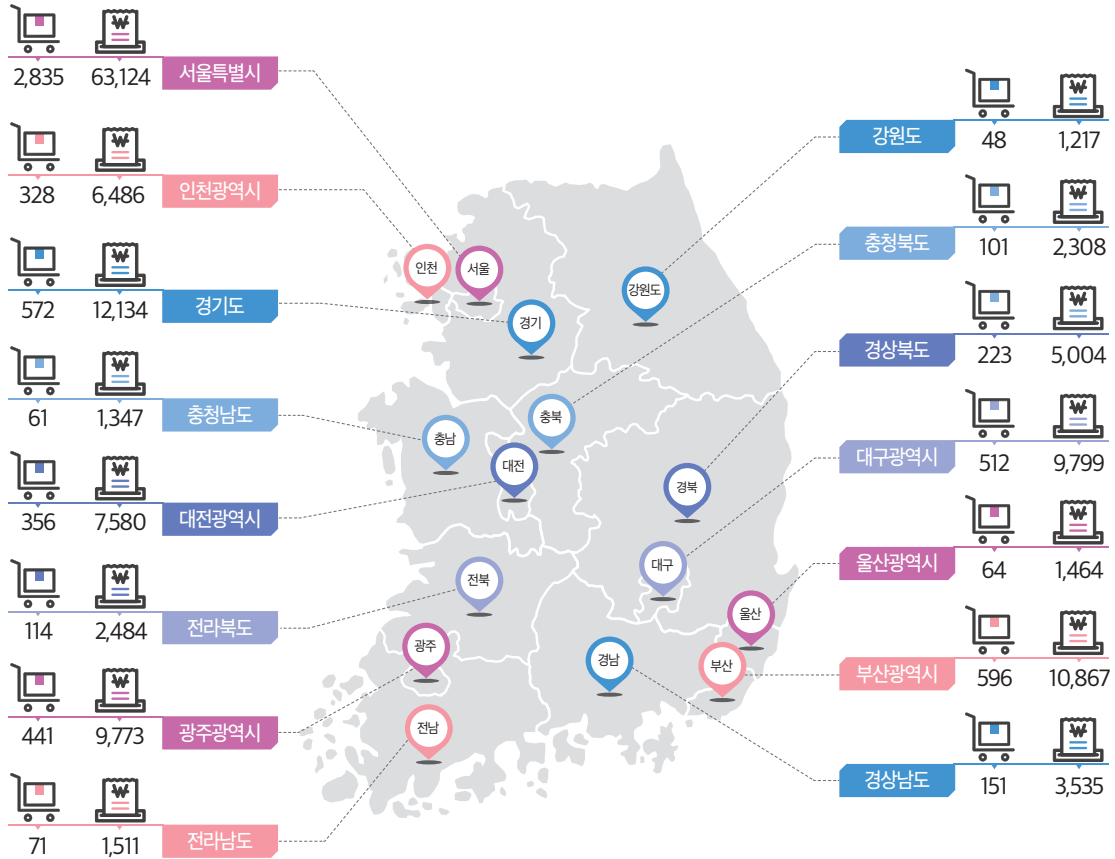 2,835 63,124 서울특별시
328 6,486 인천광역시
572 12,134 경기도
61 1,347 충청남도
356 7,580 대전광역시
114 2,484 전라북도
441 9,773 광주광역시
71 1,511 전라남도
인천
서울
강원도
경기
충북
충남
대전
경북
대구
전북
울산
광주
경남
부산
전남
강원도 48 1,217
충청북도 101 2,308
경상북도 223 5,004
대구광역시 512 9,799
울산광역시 64 1,464
부산광역시 596 10,867
경상남도 151 3,535